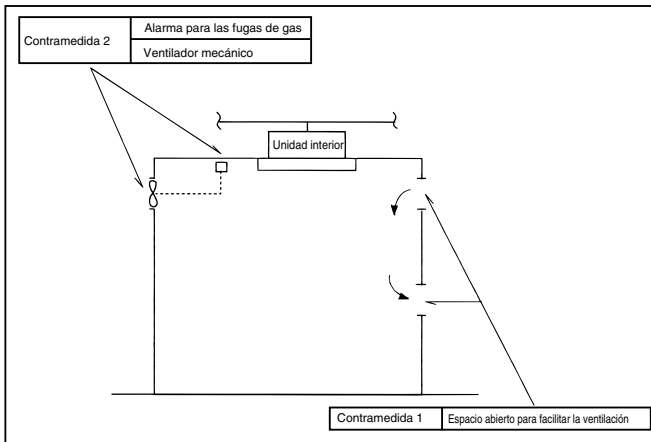 Contramedida 2
Alarma para las fugas de gas
Ventilador mecánico
Unidad interior
Contramedida 1
Espacio abierto para facilitar la ventilación